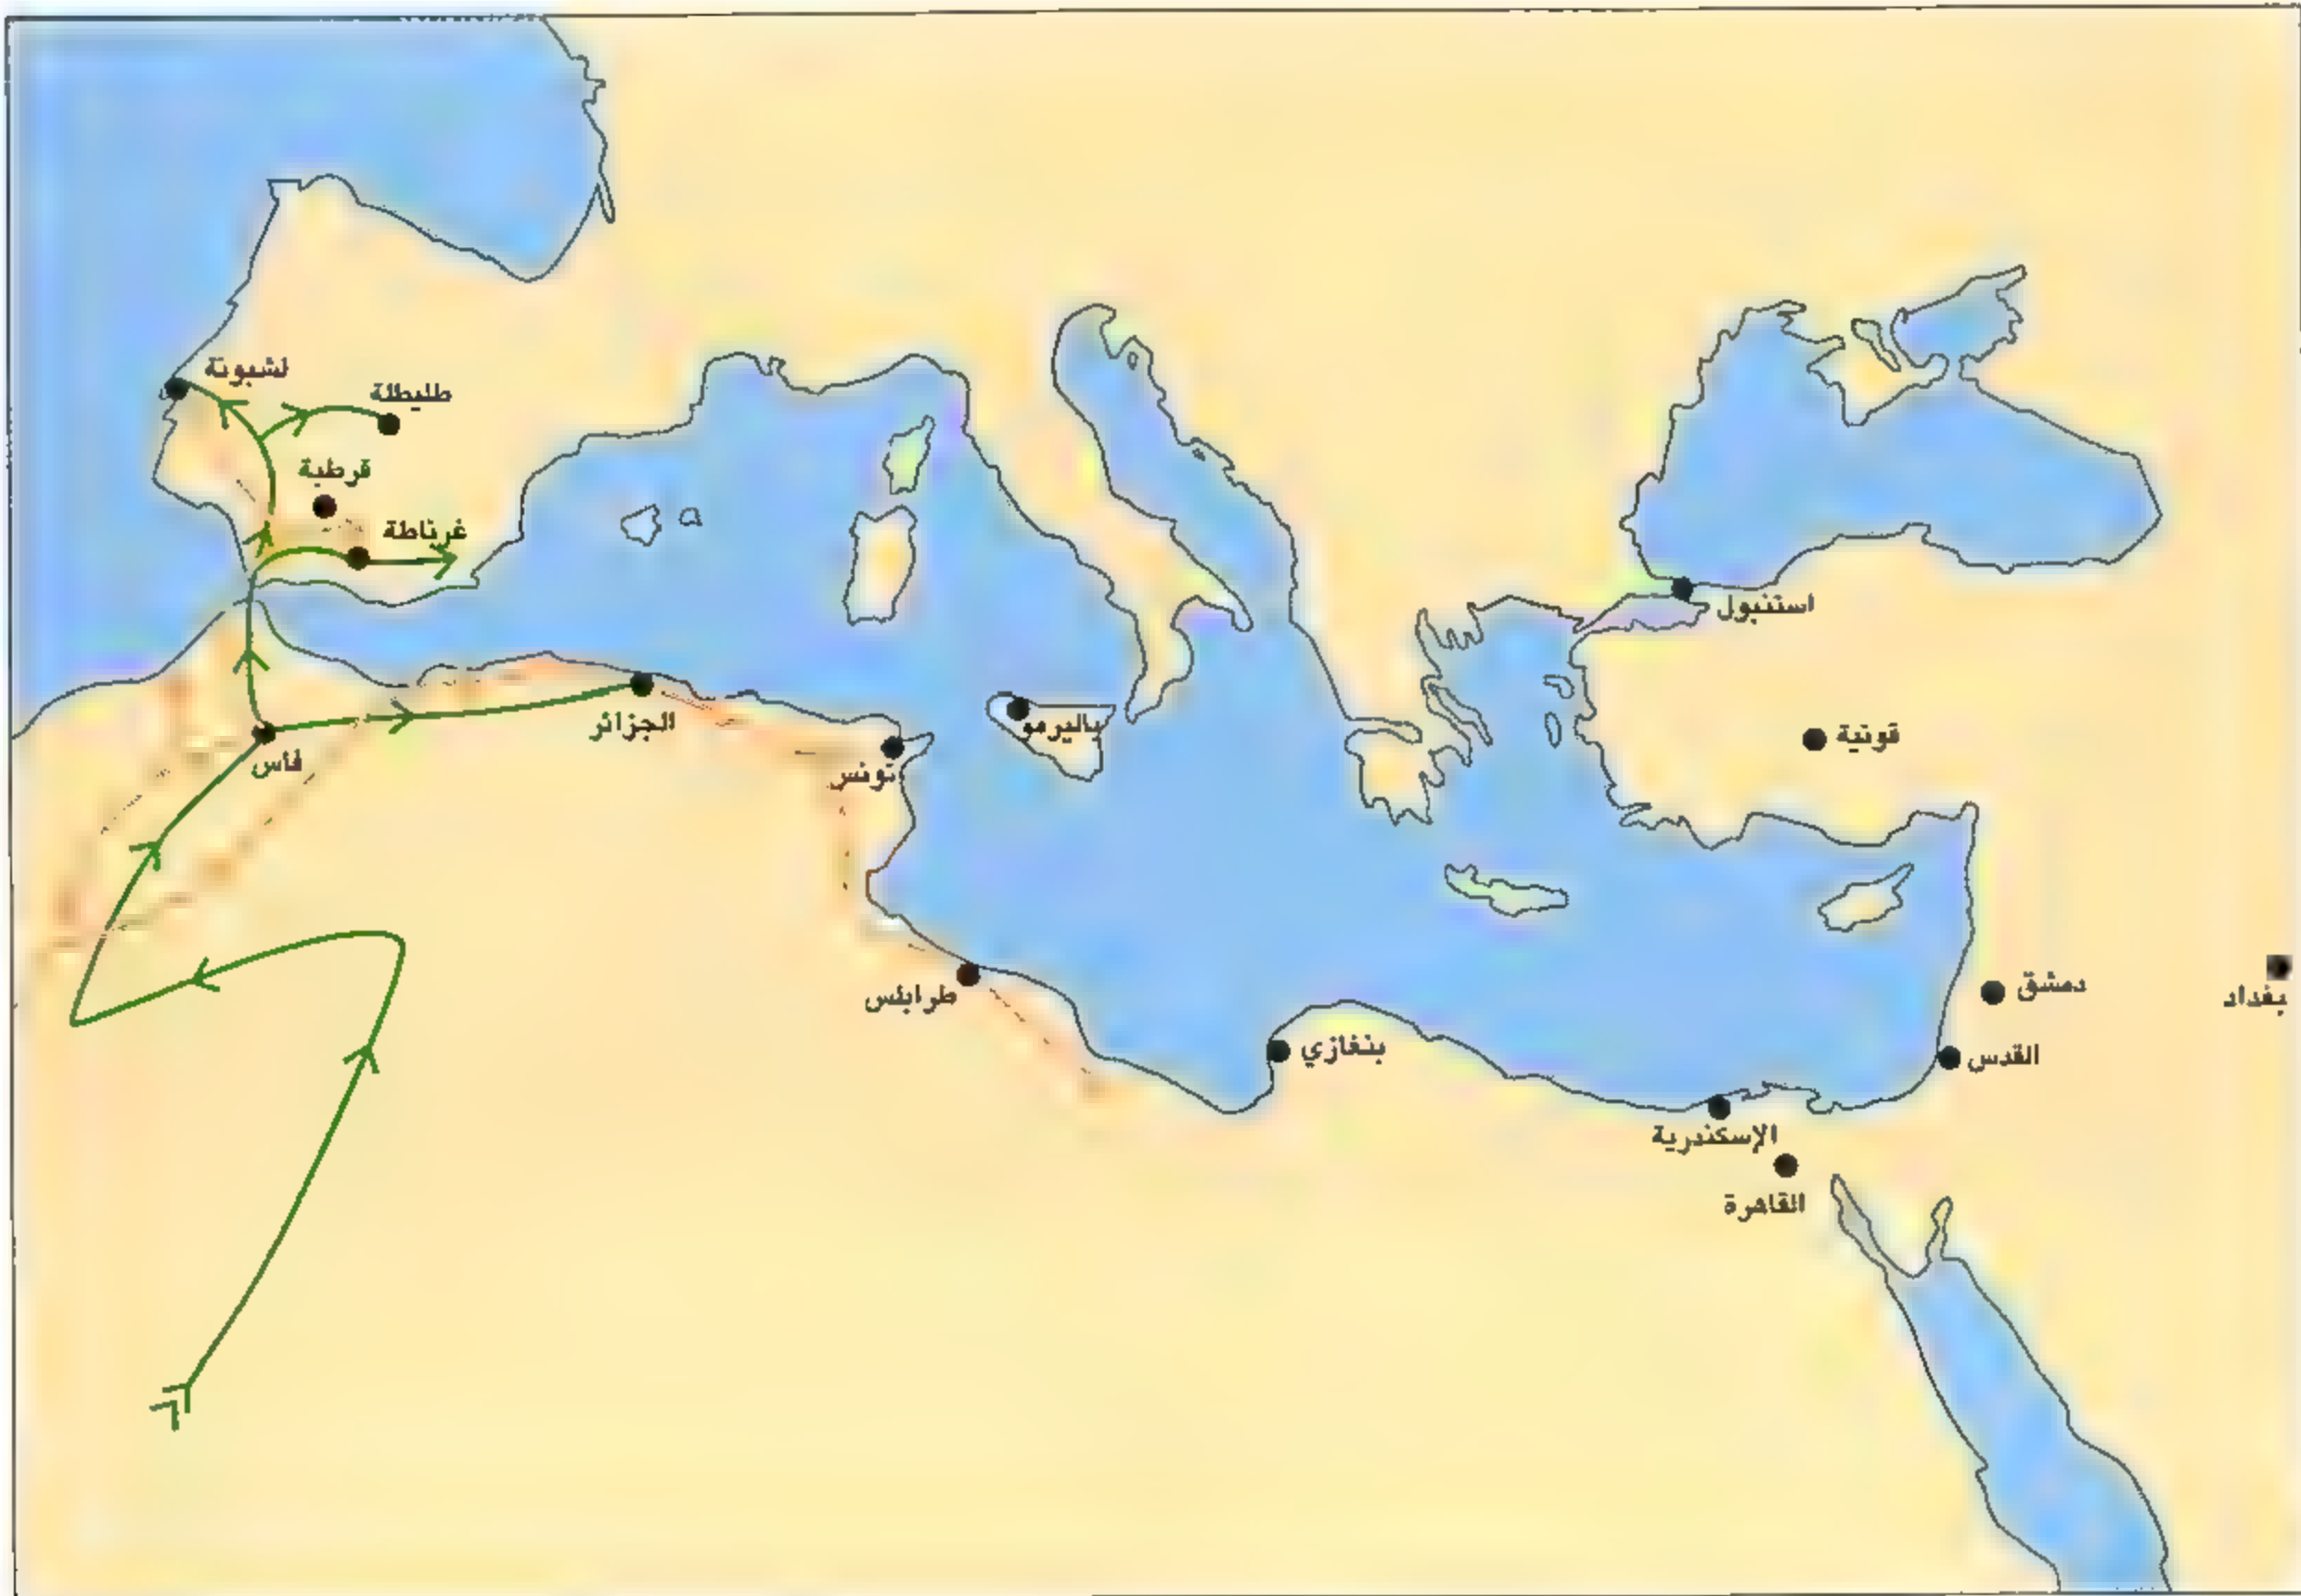 لشبونة
طليطلة
قرطبة
غرناطة
استنبول
الجزائر
باليرمو
قونية
فاس
تونس
دمشق
طرابلس
بغداد
بنغازي
القدس
الإسكندرية
القاهرة